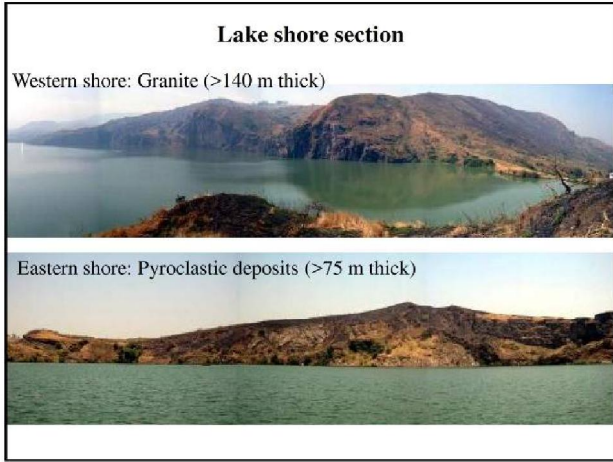 Lake shore section
Western shore: Granite (>140 m thick)
Eastern shore: Pyroclastic deposits (>75 m thick)